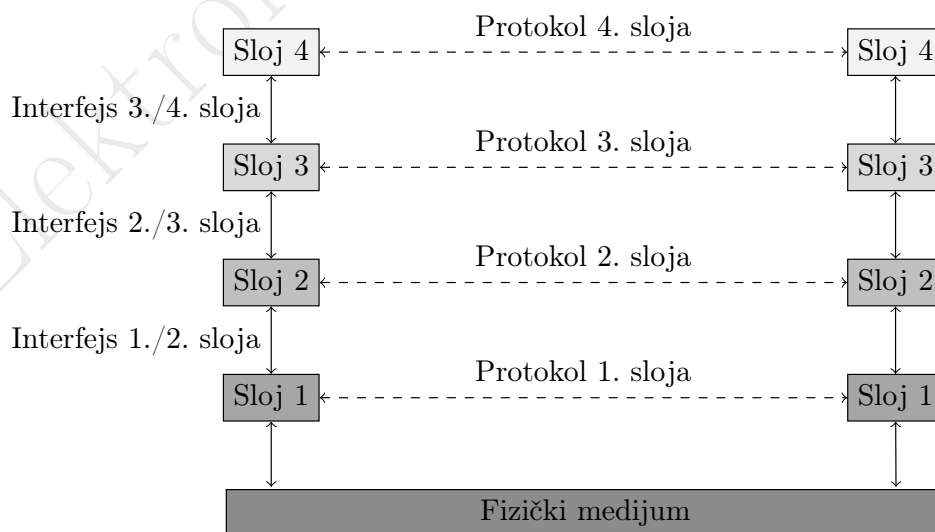 Protokol 4. sloja
Sloj 4
Sloj 4
Interfejs 3./4. sloja
Protokol 3. sloja
Sloj 3
Sloj 3
Interfejs 2./3. sloja
Protokol 2. sloja
Sloj 2
Sloj 2
Interfejs 1./2. sloja
Protokol 1. sloja
Sloj 1
Sloj 1
Fizički medijum